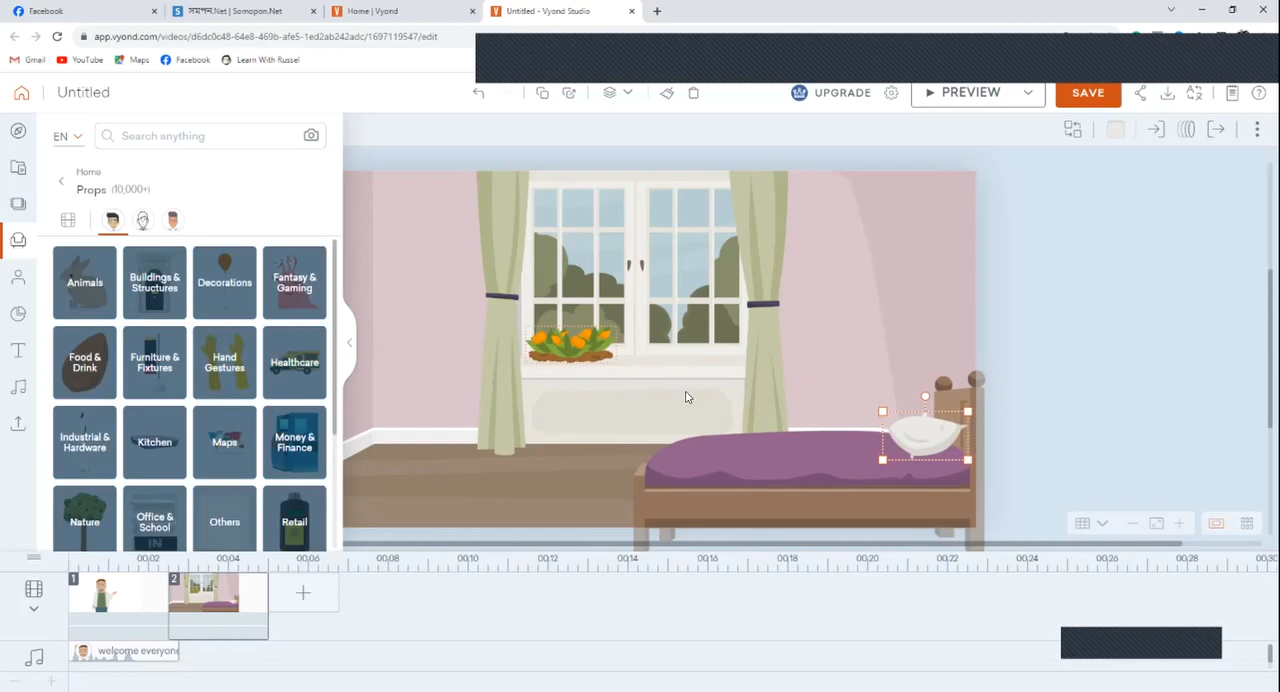 Facebook
সমপন.Net | Somopon.Net
Home | Vyond
Untitled - Vyond Studio
app.vyond.com/videos/d6dc0c48-64e8-469b-afe5-1ed2ab242adc/1697119547/edit
Gmail
YouTube
Maps
Facebook
Learn With Russel
Untitled
UPGRADE
PREVIEW
SAVE
EN
Search anything
Home
Props (10,000+)
Animals
Buildings &
Structures
Decorations
Fantasy &
Gaming
Food &
Drink
Furniture &
Fixtures
Hand
Gestures
Healthcare
Industrial &
Hardware
Kitchen
Maps
Money &
Finance
Nature
Office &
School
IN
Others
Retail
00:02 00:04 00:06 00:08 00:10 00:12 00:14 00:16 00:18 00:20 00:22 00:24 00:26 00:28 00:30
1
2
welcome everyone